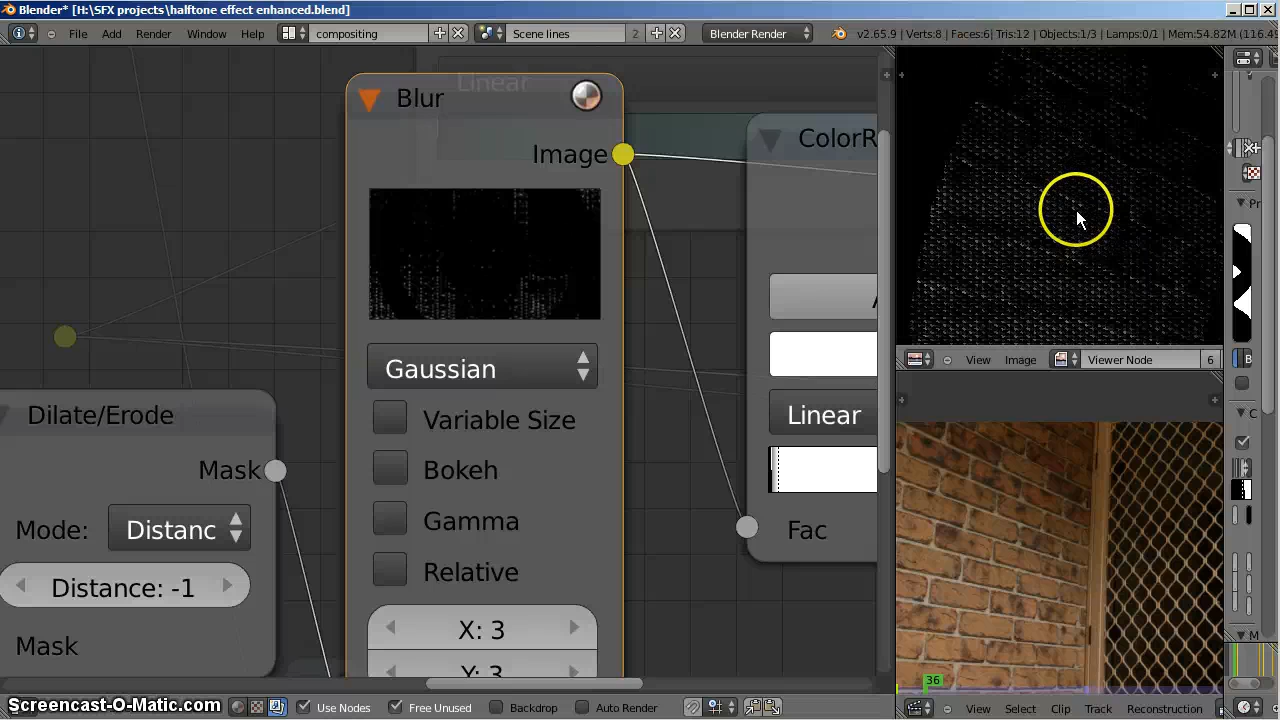 Blender* [H:\SFX projects\halftone effect enhanced.blend]
File Add Render Window Help compositing Scene lines 2 Blender Render v2.65.9 | Verts:8 | Faces:6 | Tris:12 | Objects:1/3 | Lamps:0/1 | Mem:54.82M (116.4
Linear
Blur
ColorR
Image
Pr
Gaussian
View Image Viewer Node 6
B
Variable Size
Linear
Dilate/Erode
C
Mask
Bokeh
Mode: Distanc
Gamma
Fac
Relative
Distance: -1
X: 3
Mask
M
Y: 3
36
Screencast-O-Matic.com Use Nodes Free Unused Backdrop Auto Render View Select Clip Track Reconstruction